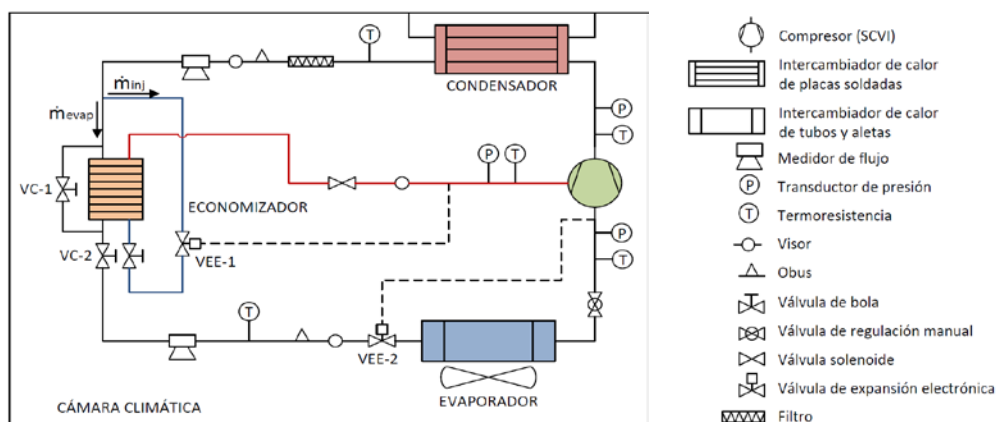 T
CONDENSADOR
ṁinj
ṁevap
P
T
P
T
VC-1
ECONOMIZADOR
VEE-1
VC-2
P
T
T
VEE-2
EVAPORADOR
CÁMARA CLIMÁTICA
Compresor (SCVI)
Intercambiador de calor
de placas soldadas
Intercambiador de calor
de tubos y aletas
Medidor de flujo
P Transductor de presión
T Termoresistencia
Visor
Obus
Válvula de bola
Válvula de regulación manual
Válvula solenoide
Válvula de expansión electrónica
Filtro